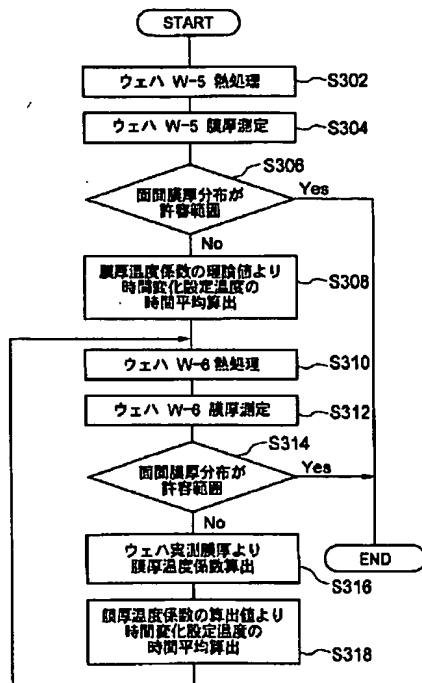 START
ウェハ W-5 熱処理
S302
ウェハ W-5 膜厚測定
S304
S306
面間膜厚分布が
許容範囲
Yes
No
膜厚温度係数の理論値より
時間変化設定温度の
時間平均算出
S308
ウェハ W-6 熱処理
S310
ウェハ W-6 膜厚測定
S312
S314
面間膜厚分布が
許容範囲
Yes
No
END
ウェハ実測膜厚より
膜厚温度係数算出
S316
膜厚温度係数の算出値より
時間変化設定温度の
時間平均算出
S318